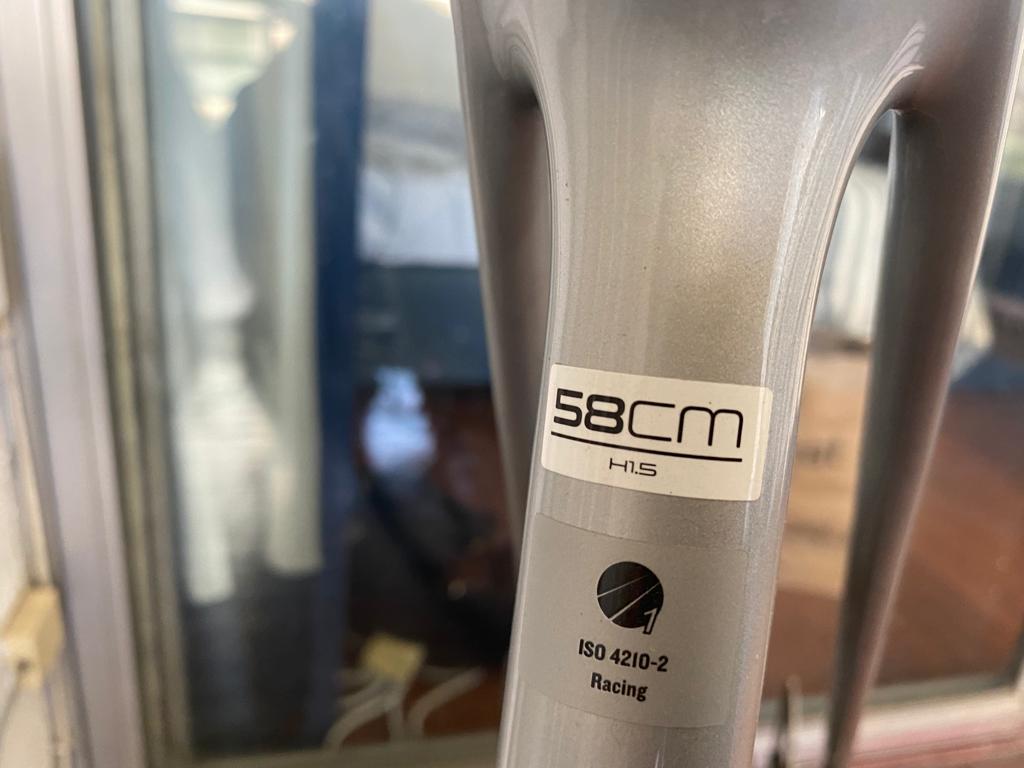 58CM
H1.5
1
ISO 4210-2
Racing